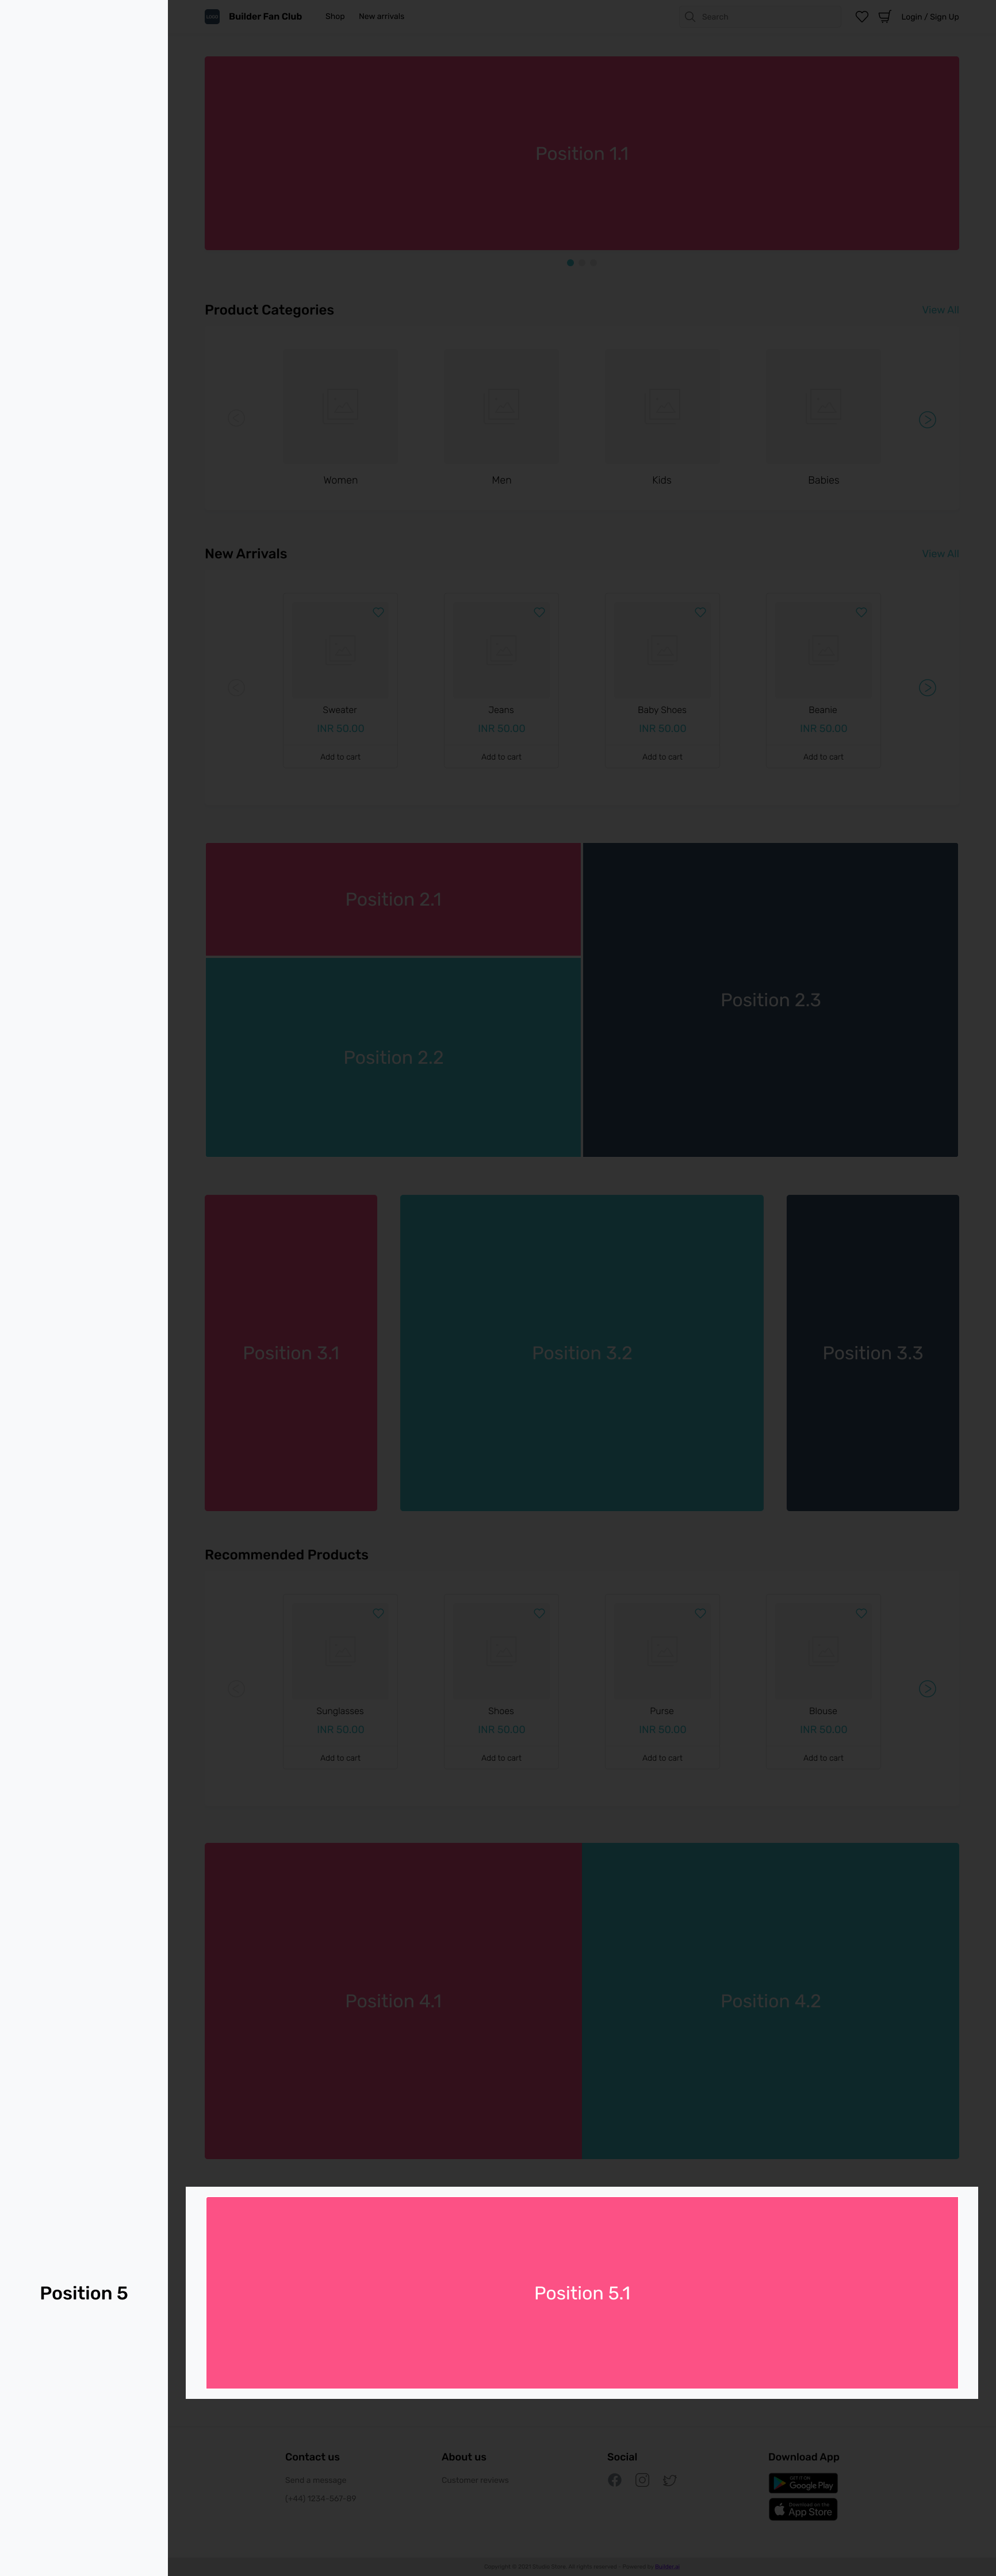 Builder Fan Club
Shop
New arrivals
Search
Login / Sign Up
Position 1.1
Product Categories
View All
Women
Men
Kids
Babies
New Arrivals
View All
Sweater
Jeans
Baby Shoes
Beanie
INR 50.00
INR 50.00
INR 50.00
INR 50.00
Add to cart
Add to cart
Add to cart
Add to cart
Position 2.1
Position 2.2
Position 2.3
Position 3.1
Position 3.2
Position 3.3
Recommended Products
Sunglasses
Shoes
Purse
Blouse
INR 50.00
INR 50.00
INR 50.00
INR 50.00
Add to cart
Add to cart
Add to cart
Add to cart
Position 4.1
Position 4.2
Position 5
Position 5.1
Contact us
About us
Social
Download App
Send a message
Customer reviews
(+44) 1234-567-89
GET IT ON
Google Play
Download on the
App Store